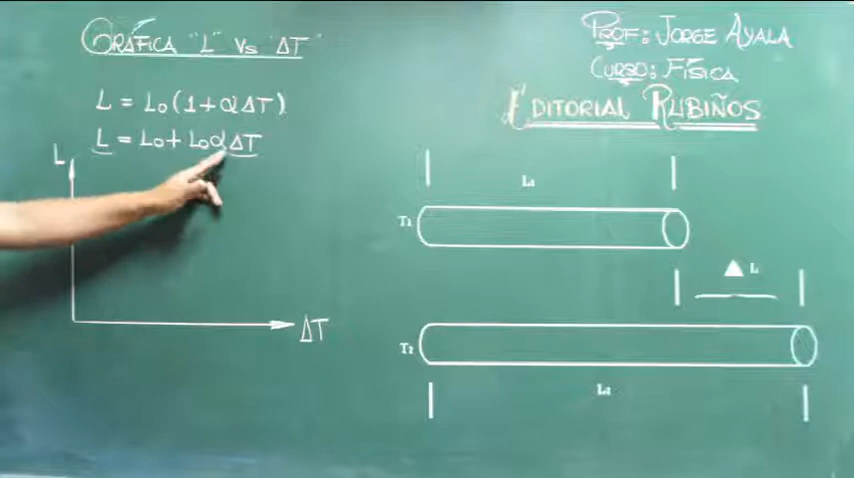 GRÁFICA "L" Vs "ΔT"
L = L₀(1+αΔT)
L = L₀+L₀αΔT
L
ΔT
PROF: JORGE AYALA
CURSO: FÍSICA
EDITORIAL RUBIÑOS
L₁
T₁
▲ L
T₂
L₂